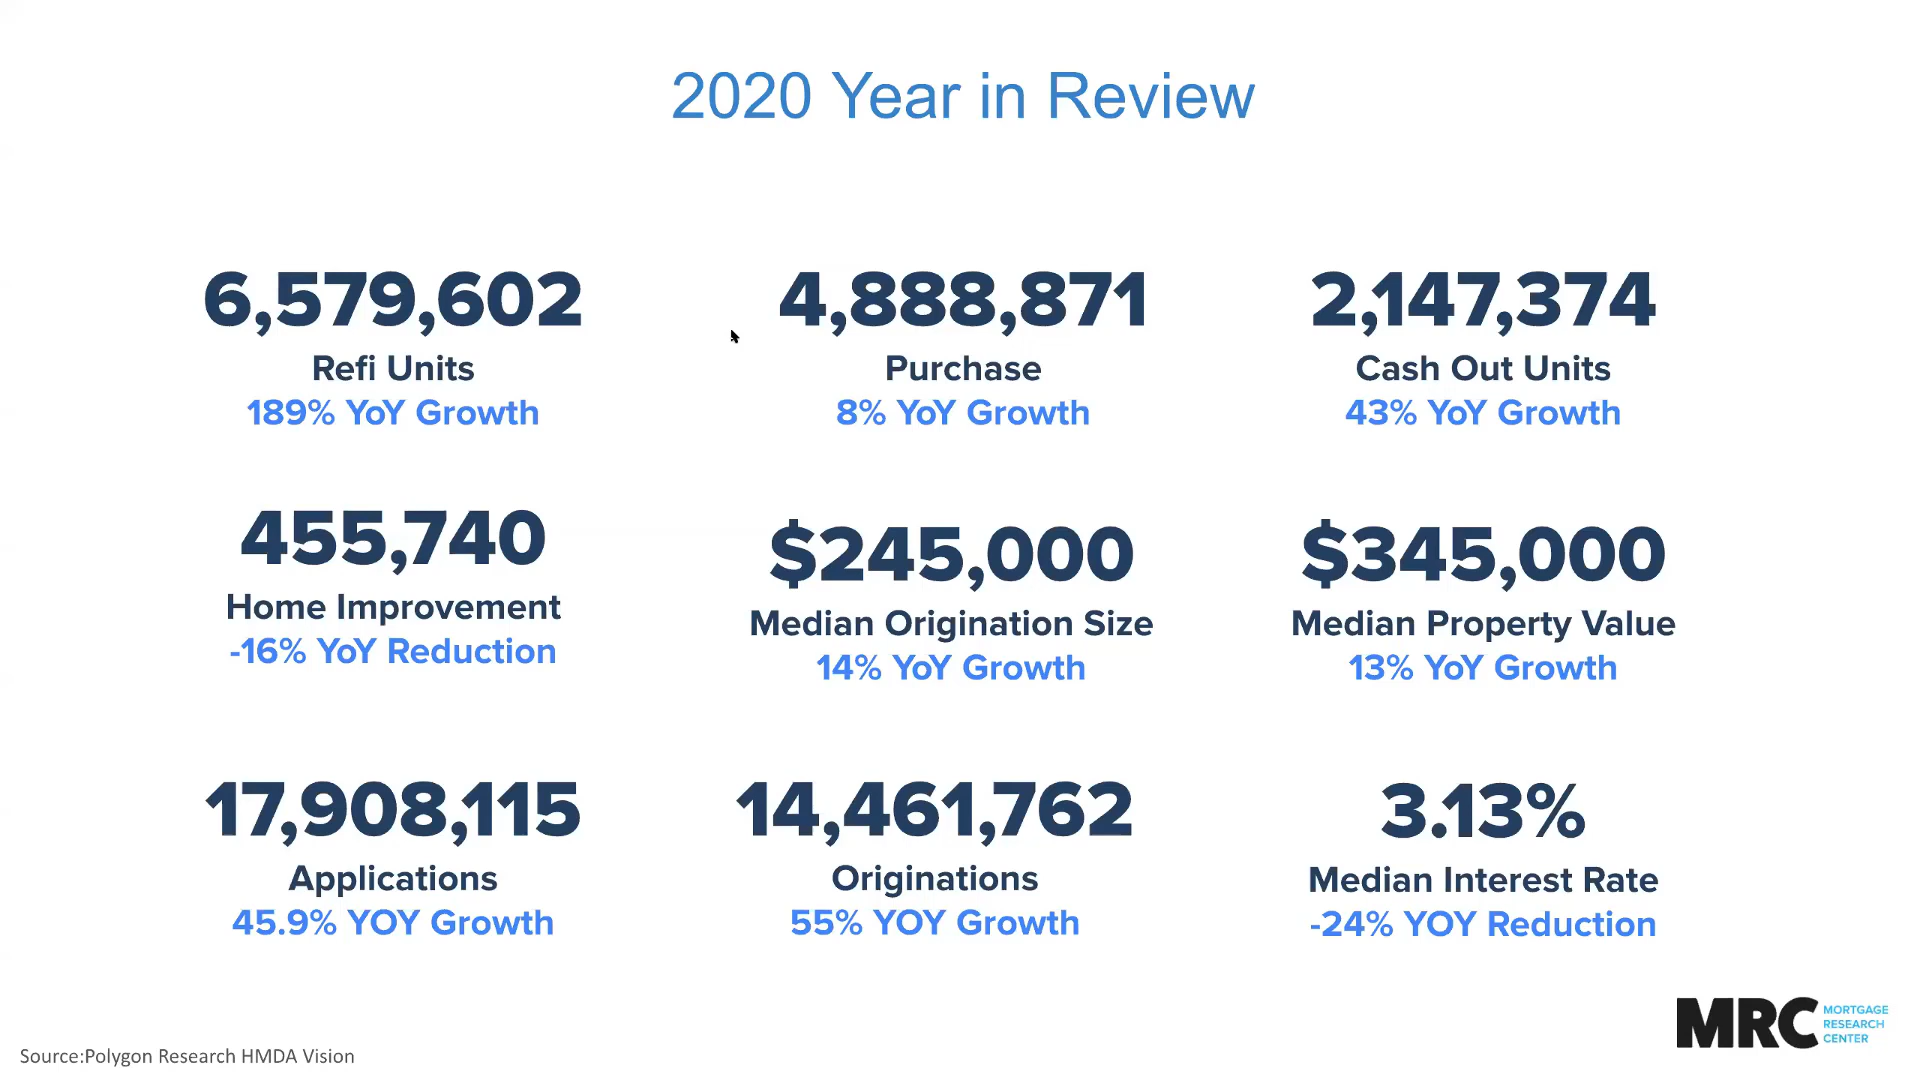 2020 Year in Review
6,579,602
Refi Units
189% YoY Growth
4,888,871
Purchase
8% YoY Growth
2,147,374
Cash Out Units
43% YoY Growth
455,740
Home Improvement
-16% YoY Reduction
$245,000
Median Origination Size
14% YoY Growth
$345,000
Median Property Value
13% YoY Growth
17,908,115
Applications
45.9% YOY Growth
14,461,762
Originations
55% YOY Growth
3.13%
Median Interest Rate
-24% YOY Reduction
MRC
MORTGAGE
RESEARCH
CENTER
Source:Polygon Research HMDA Vision